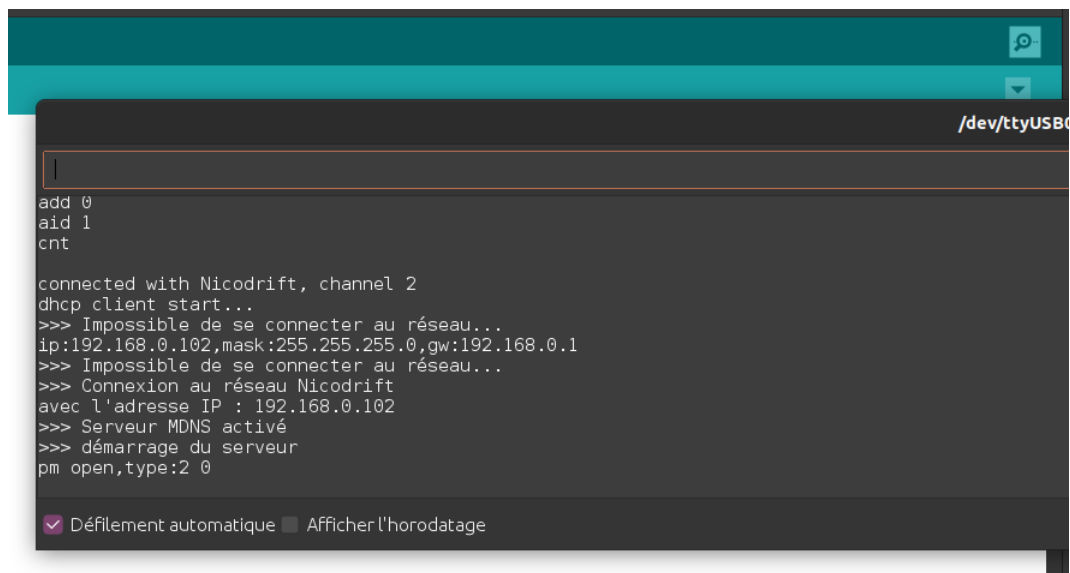 /dev/ttyUSB0
add 0
aid 1
cnt
connected with Nicodrift, channel 2
dhcp client start...
>>> Impossible de se connecter au réseau...
ip:192.168.0.102,mask:255.255.255.0,gw:192.168.0.1
>>> Impossible de se connecter au réseau...
>>> Connexion au réseau Nicodrift
avec l'adresse IP : 192.168.0.102
>>> Serveur MDNS activé
>>> démarrage du serveur
pm open,type:2 0
Défilement automatique Afficher l'horodatage